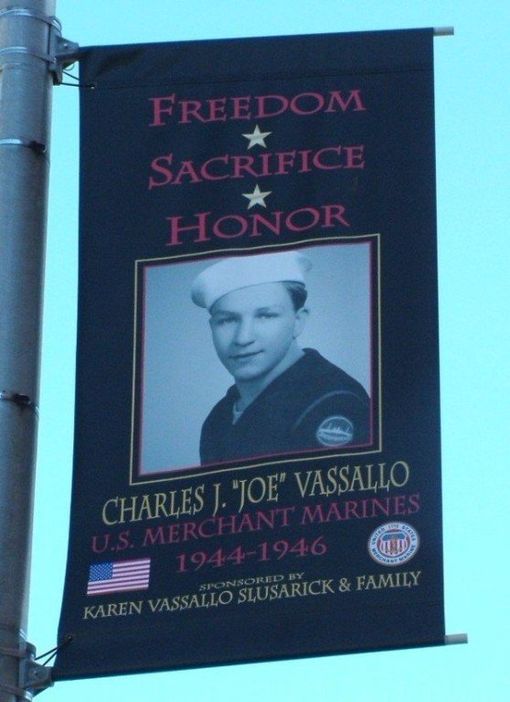 FREEDOM
SACRIFICE
HONOR
CHARLES J. "JOE" VASSALLO
U.S. MERCHANT MARINES
1944-1946
SPONSORED BY
KAREN VASSALLO SLUSARICK & FAMILY